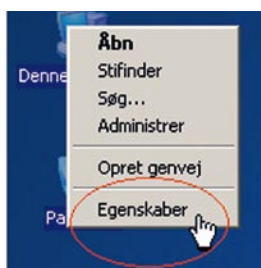 Åbn
Denne
Stifinder
Søg...
Administrer
Opret genvej
Pa
Egenskaber